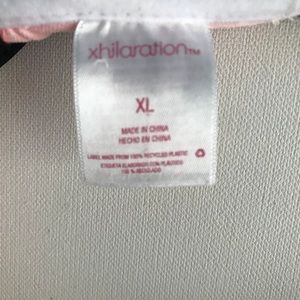 xhilaration™
XL
MADE IN CHINA
HECHO EN CHINA
LABEL MADE FROM 100% RECYCLED PLASTIC
ETIQUETA ELABORADO CON PLÁSTICO
100 % RECICLADO